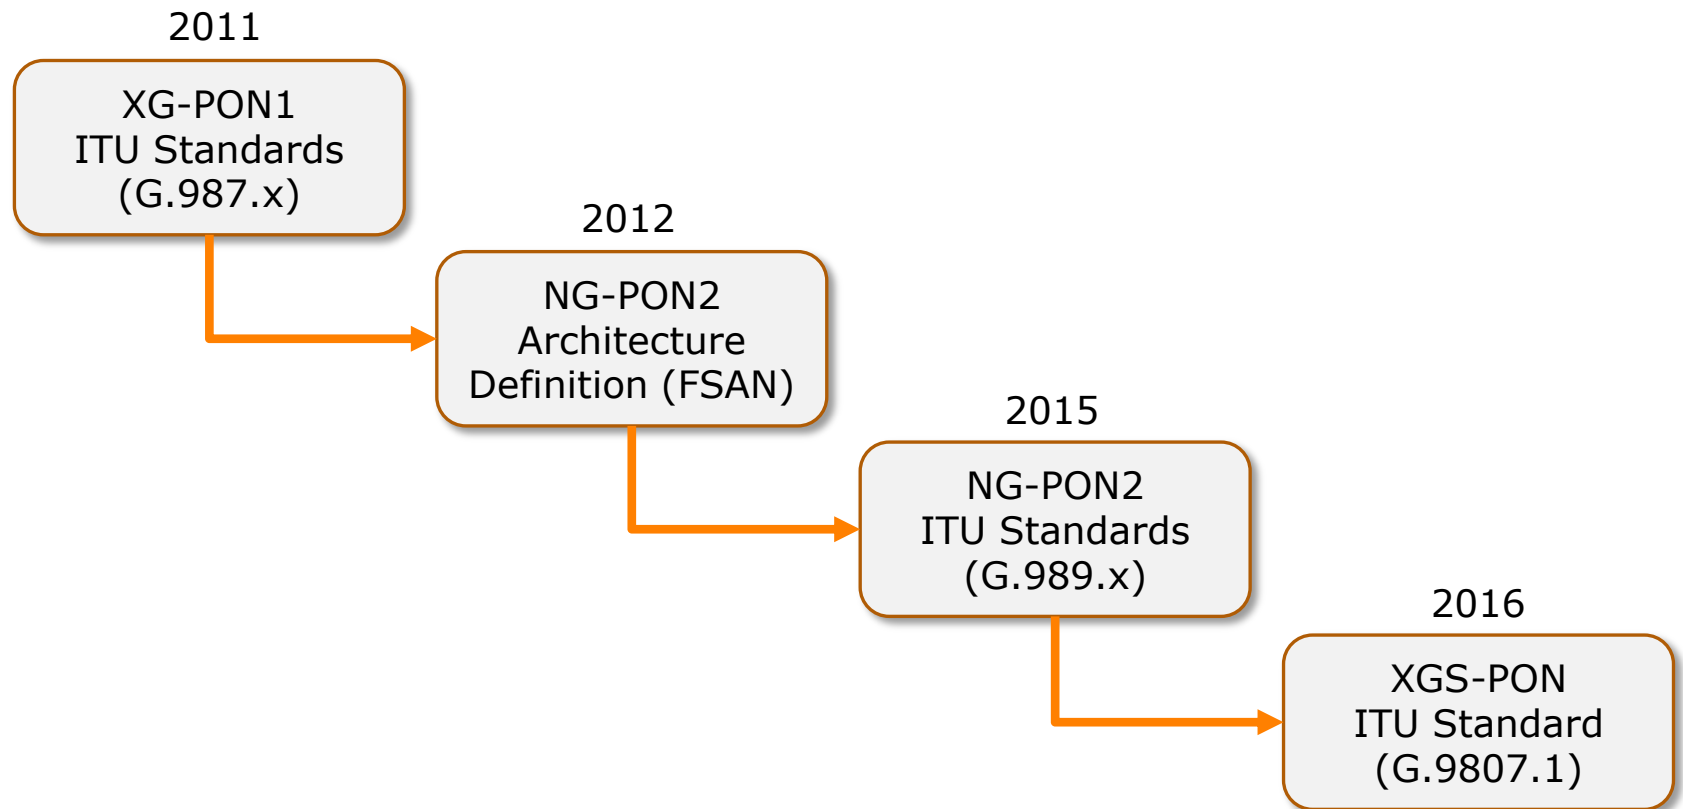 2011
XG-PON1
ITU Standards
(G.987.x)
2012
NG-PON2
Architecture
Definition (FSAN)
2015
NG-PON2
ITU Standards
(G.989.x)
2016
XGS-PON
ITU Standard
(G.9807.1)